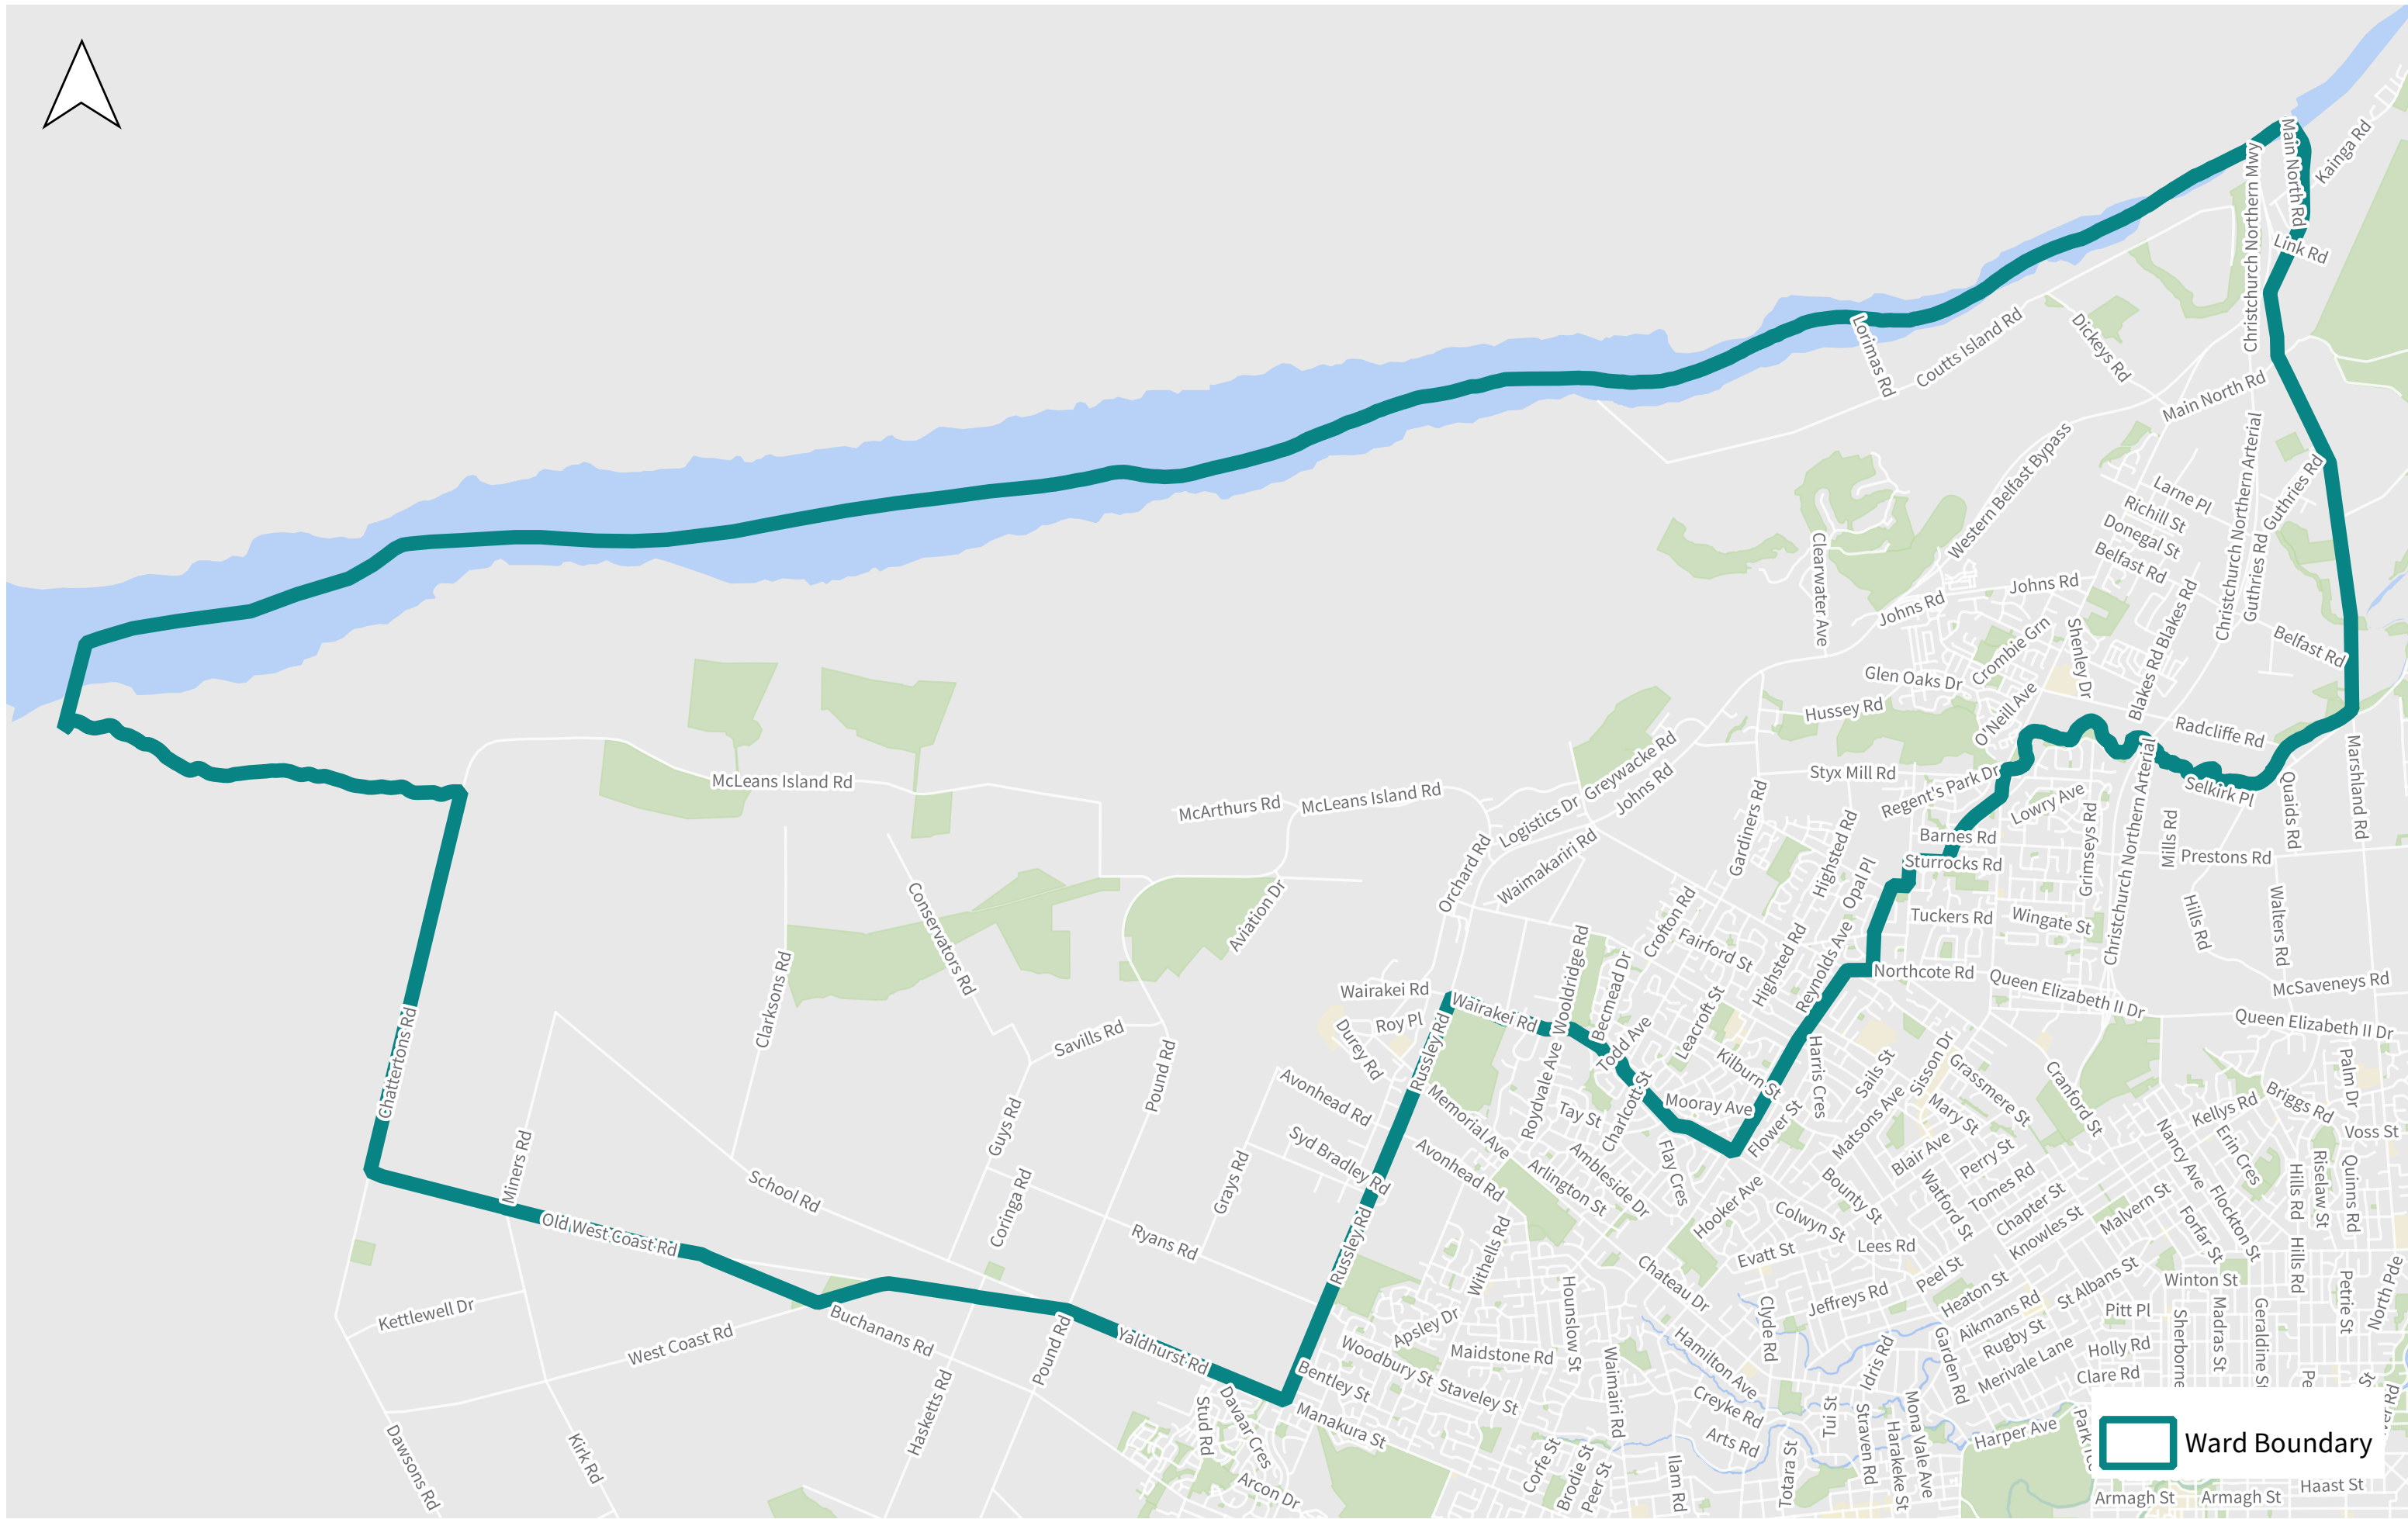 Main North Rd
Kainga Rd
Christchurch Northern Mwy
Link Rd
Lorimas Rd
Coutts Island Rd
Dickeys Rd
Main North Rd
Western Belfast Bypass
Christchurch Northern Arterial
Guthries Rd
Larne Pl
Richill St
Donegal St
Belfast Rd
Clearwater Ave
Johns Rd
Johns Rd
Guthries Rd
Blakes Rd
Blakes Rd
Belfast Rd
Crombie Grn
Shenley Dr
Glen Oaks Dr
O'Neill Ave
Hussey Rd
Radcliffe Rd
McLeans Island Rd
McArthurs Rd
McLeans Island Rd
Greywacke Rd
Johns Rd
Logistics Dr
Styx Mill Rd
Regent's Park Dr
Selkirk Pl
Quaids Rd
Marshland Rd
Lowry Ave
Christchurch Northern Arterial
Gardiners Rd
Highsted Rd
Barnes Rd
Grimseys Rd
Mills Rd
Prestons Rd
Waimakariri Rd
Orchard Rd
Sturrocks Rd
Opal Pl
Tuckers Rd
Wingate St
Hills Rd
Walters Rd
Conservators Rd
Aviation Dr
Crofton Rd
Fairford St
Highsted Rd
Reynolds Ave
Northcote Rd
Queen Elizabeth II Dr
McSaveneys Rd
Clarksons Rd
Wairakei Rd
Wairakei Rd
Wooldridge Rd
Becmead Dr
Leacroft St
Queen Elizabeth II Dr
Chattertons Rd
Savills Rd
Roy Pl
Durey Rd
Russley Rd
Todd Ave
Kilburn St
Harris Cres
Sails St
Sisson Dr
Grassmere St
Cranford St
Palm Dr
Pound Rd
Avonhead Rd
Memorial Ave
Roydvale Ave
Tay St
Charlcott St
Mooray Ave
Flower St
Matsons Ave
Mary St
Kellys Rd
Briggs Rd
Voss St
Guys Rd
Syd Bradley Rd
Avonhead Rd
Arlington St
Ambleside Dr
Flay Cres
Blair Ave
Perry St
Nancy Ave
Erin Cres
Miners Rd
School Rd
Coringa Rd
Grays Rd
Hooker Ave
Bounty St
Watford St
Tomes Rd
Chapter St
Malvern St
Flockton St
Hills Rd
Riselaw St
Quinns Rd
Old West Coast Rd
Ryans Rd
Russley Rd
Withells Rd
Colwyn St
Evatt St
Lees Rd
Knowles St
Forfar St
Hills Rd
Chateau Dr
Peel St
St Albans St
Winton St
Petrie St
North Pde
Kettlewell Dr
West Coast Rd
Buchanans Rd
Pound Rd
Yaldhurst Rd
Apsley Dr
Hounslow St
Clyde Rd
Jeffreys Rd
Heaton St
Aikmans Rd
Pitt Pl
Madras St
Geraldine St
Woodbury St
Maidstone Rd
Waimairi Rd
Hamilton Ave
Idris Rd
Garden Rd
Rugby St
Merivale Lane
Holly Rd
Clare Rd
Sherborne
Bentley St
Staveley St
Creyke Rd
Hasketts Rd
Stud Rd
Davaar Cres
Manakura St
Arts Rd
Tui St
Straven Rd
Mona Vale Ave
Harakeke St
Harper Ave
Dawsons Rd
Kirk Rd
Arcon Dr
Corfe St
Brodie St
Peer St
Ilam Rd
Totara St
Ward Boundary
Armagh St
Armagh St
Haast St